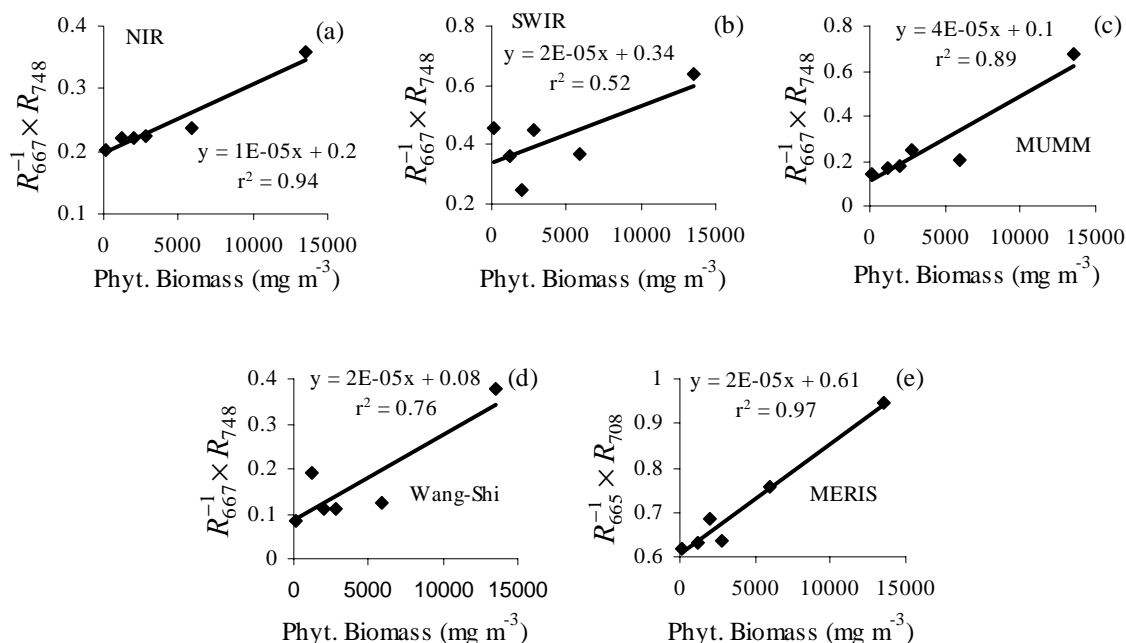 (a)
NIR
0.4
0.3
0.2
0.1
y = 1E-05x + 0.2
r² = 0.94
0 5000 10000 15000
Phyt. Biomass (mg m⁻³)
R₆₆₇⁻¹ × R₇₄₈
(b)
SWIR
y = 2E-05x + 0.34
r² = 0.52
0.8
0.6
0.4
0.2
0 5000 10000 15000
Phyt. Biomass (mg m⁻³)
R₆₆₇⁻¹ × R₇₄₈
(c)
y = 4E-05x + 0.1
r² = 0.89
0.8
0.6
0.4
0.2
0
MUMM
0 5000 10000 15000
Phyt. Biomass (mg m⁻³)
R₆₆₇⁻¹ × R₇₄₈
(d)
y = 2E-05x + 0.08
r² = 0.76
0.4
0.3
0.2
0.1
0
Wang-Shi
0 5000 10000 15000
Phyt. Biomass (mg m⁻³)
R₆₆₇⁻¹ × R₇₄₈
(e)
y = 2E-05x + 0.61
r² = 0.97
1
0.9
0.8
0.7
0.6
MERIS
0 5000 10000 15000
Phyt. Biomass (mg m⁻³)
R₆₆₅⁻¹ × R₇₀₈